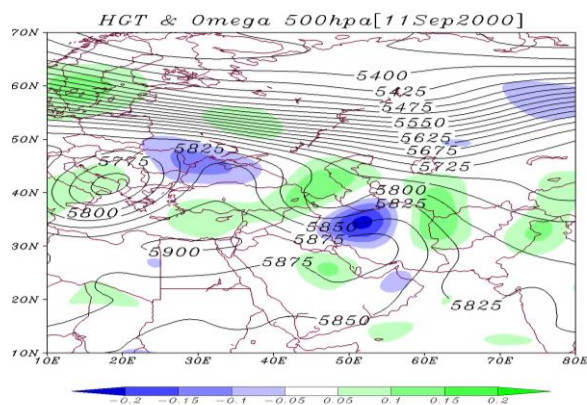 HGT & Omega 500hpa[11Sep2000]
70N
60N
50N
40N
30N
20N
10N
5400
5425
5475
5550
5625
5675
5725
5825
5775
5800
5800
5825
5850
5875
5900
5875
5825
5850
10E 20E 30E 40E 50E 60E 70E 80E
-0.2 -0.15 -0.1 -0.05 0.05 0.1 0.15 0.2